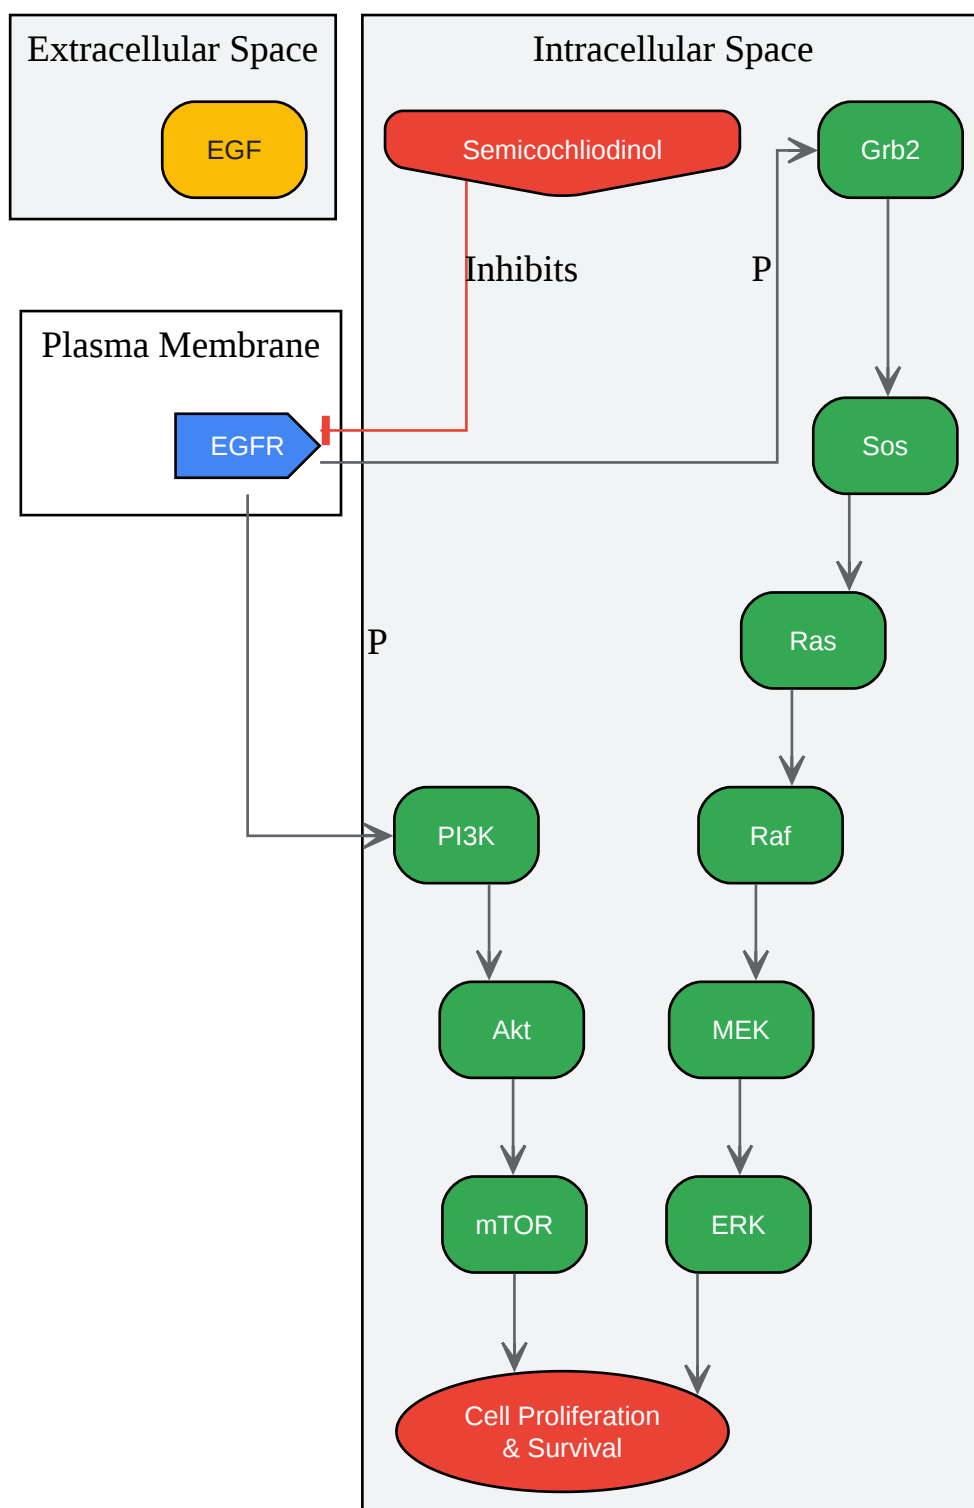 Extracellular Space
EGF
Plasma Membrane
EGFR
Intracellular Space
Semicochliodinol
Inhibits
P
Grb2
Sos
P
Ras
PI3K
Raf
Akt
MEK
mTOR
ERK
Cell Proliferation
& Survival